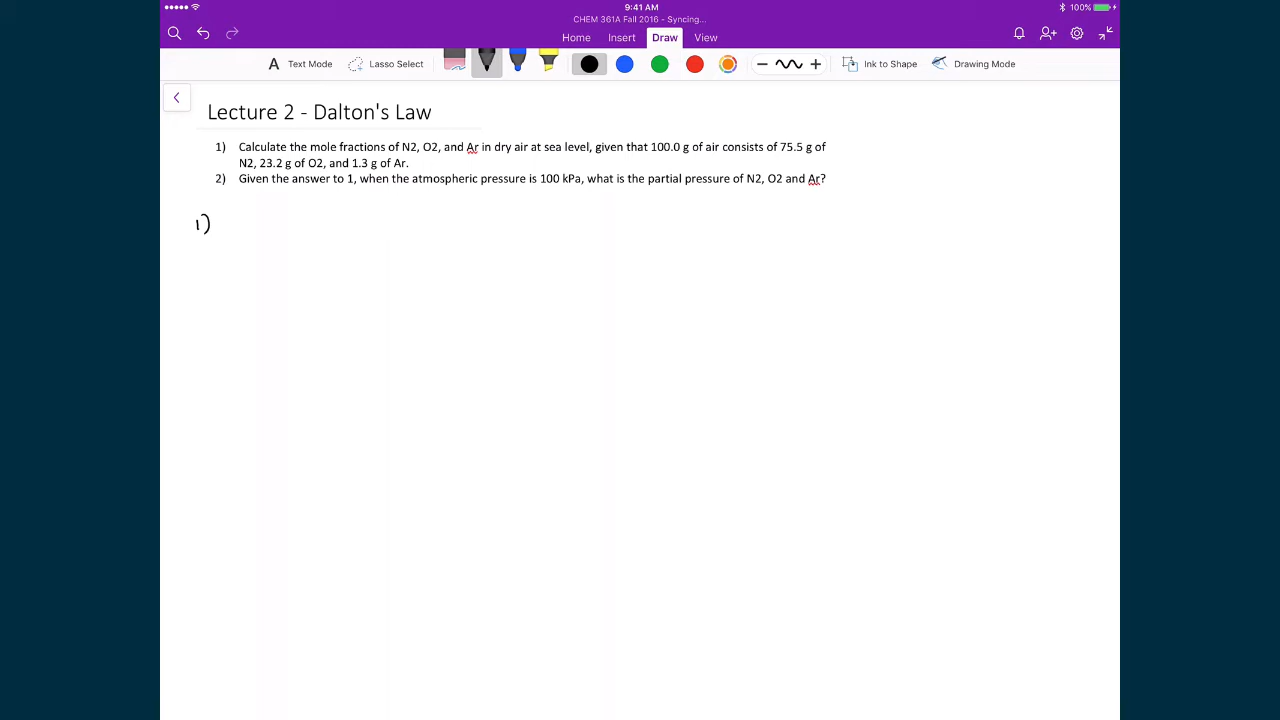 9:41 AM
100%
CHEM 361A Fall 2016 - Syncing...
Home Insert Draw View
A Text Mode Lasso Select Ink to Shape Drawing Mode
Lecture 2 - Dalton's Law
1) Calculate the mole fractions of N2, O2, and Ar in dry air at sea level, given that 100.0 g of air consists of 75.5 g of
N2, 23.2 g of O2, and 1.3 g of Ar.
2) Given the answer to 1, when the atmospheric pressure is 100 kPa, what is the partial pressure of N2, O2 and Ar?
1)